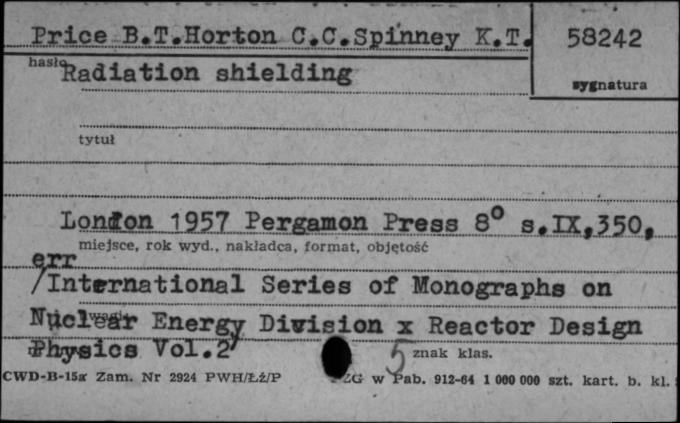 Price B.T.Horton C.C.Spinney K.T. 58242
hasło Radiation shielding
sygnatura
tytuł
London 1957 Pergamon Press 8° s.IX,350,
miejsce, rok wyd., nakładca, format, objętość
err
/International Series of Monographs on
Nuclear Energy Division x Reactor Design
Physics Vol.2 5 znak klas.
CWD-B-15a Zam. Nr 2924 PWH/Łź/P w Pab. 912-64 1 000 000 szt. kart. b. kl.